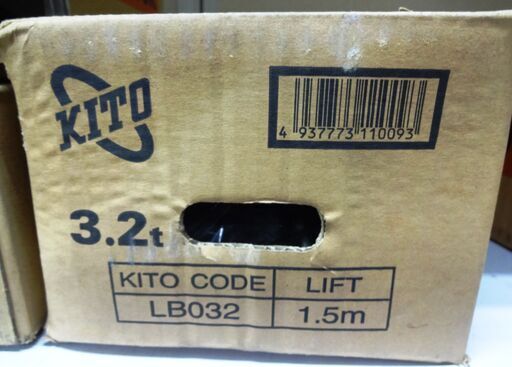 KITO
4 937773 110093
3.2t
KITO CODE LIFT
LB032 1.5m